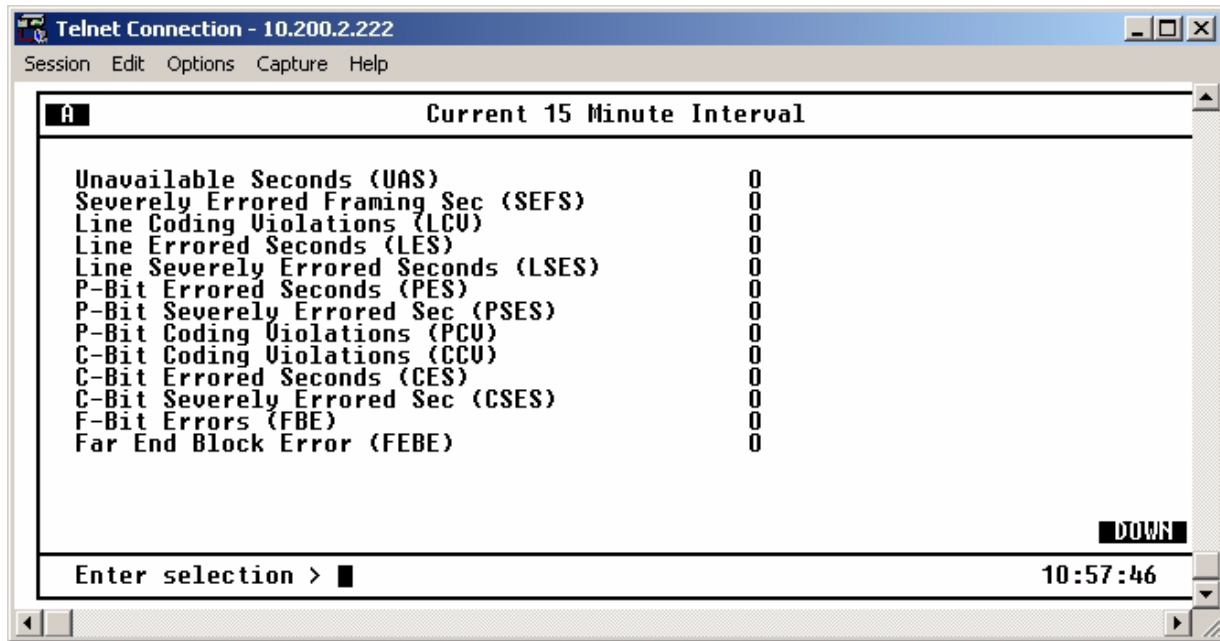 Telnet Connection - 10.200.2.222
Session Edit Options Capture Help
A Current 15 Minute Interval
Unavailable Seconds (UAS) 0
Severely Errored Framing Sec (SEFS) 0
Line Coding Violations (LCV) 0
Line Errored Seconds (LES) 0
Line Severely Errored Seconds (LSES) 0
P-Bit Errored Seconds (PES) 0
P-Bit Severely Errored Sec (PSES) 0
P-Bit Coding Violations (PCV) 0
C-Bit Coding Violations (CCV) 0
C-Bit Errored Seconds (CES) 0
C-Bit Severely Errored Sec (CSES) 0
F-Bit Errors (FBE) 0
Far End Block Error (FEBE) 0
DOWN
Enter selection > 10:57:46